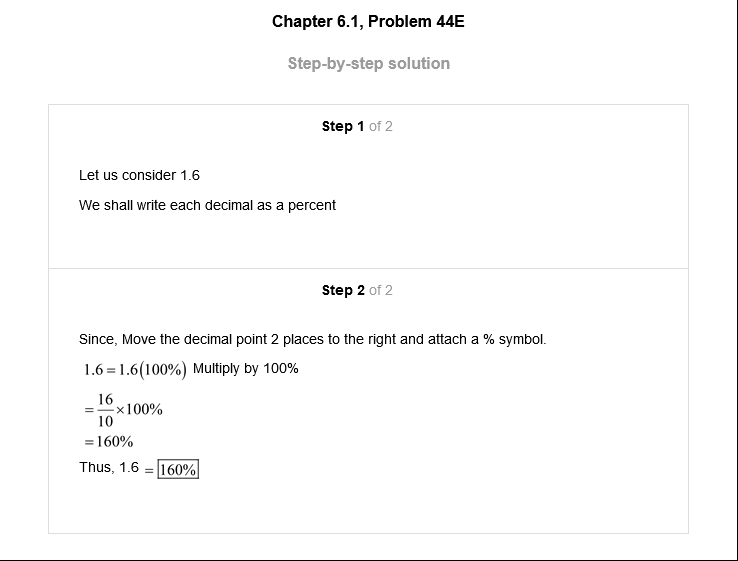 Chapter 6.1, Problem 44E
Step-by-step solution
Step 1 of 2
Let us consider 1.6
We shall write each decimal as a percent
Step 2 of 2
Since, Move the decimal point 2 places to the right and attach a % symbol.
1.6 = 1.6(100%) Multiply by 100%
= 16/10 × 100%
= 160%
Thus, 1.6 = 160%